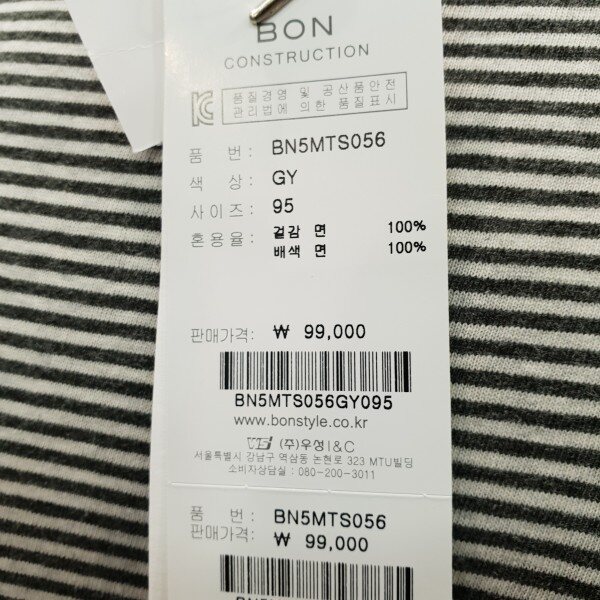 BON
CONSTRUCTION
품질경영 및 공산품안전
관리법에 의한 품질표시
품 번 : BN5MTS056
색 상 : GY
사이즈 : 95
혼용율 : 겉감 면 100%
배색 면 100%
판매가격: ₩ 99,000
BN5MTS056GY095
www.bonstyle.co.kr
WS (주)우성I&C
서울특별시 강남구 역삼동 논현로 323 MTU빌딩
소비자상담실 : 080-200-3011
품 번 : BN5MTS056
판매가격: ₩ 99,000